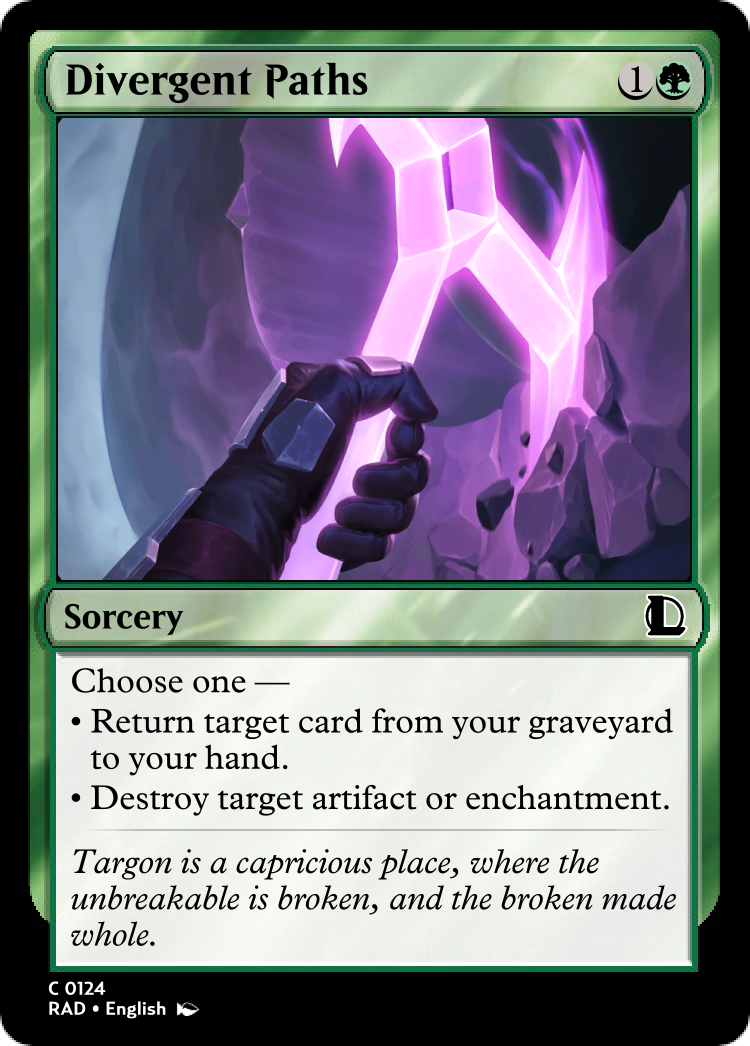 Divergent Paths 1
Sorcery
Choose one —
• Return target card from your graveyard
to your hand.
• Destroy target artifact or enchantment.
Targon is a capricious place, where the
unbreakable is broken, and the broken made
whole.
C 0124
RAD • English